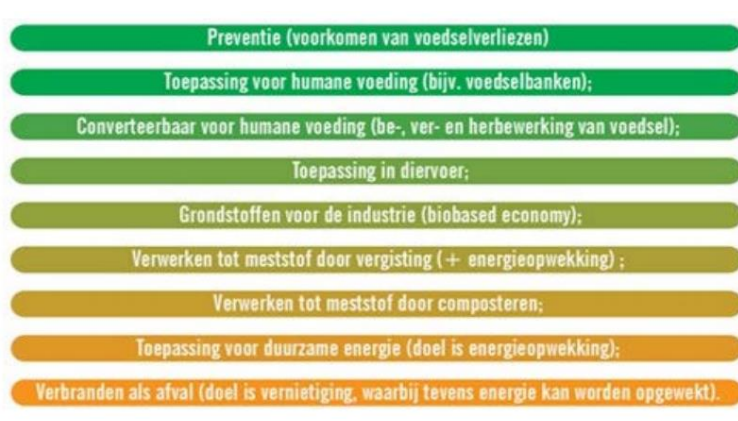 Preventie (voorkomen van voedselverliezen)
Toepassing voor humane voeding (bijv. voedselbanken);
Converteerbaar voor humane voeding (be-, ver- en herbewerking van voedsel);
Toepassing in diervoer;
Grondstoffen voor de industrie (biobased economy);
Verwerken tot meststof door vergisting (+ energieopwekking) ;
Verwerken tot meststof door composteren;
Toepassing voor duurzame energie (doel is energieopwekking);
Verbranden als afval (doel is vernietiging, waarbij tevens energie kan worden opgewekt).